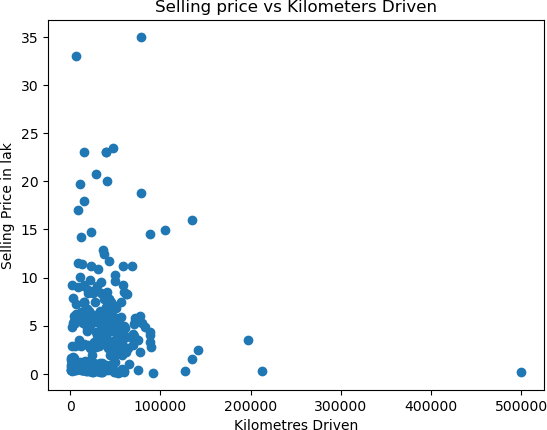 Selling price vs Kilometers Driven
35
30
25
20
15
10
5
0
Selling Price in lak
0 100000 200000 300000 400000 500000
Kilometres Driven